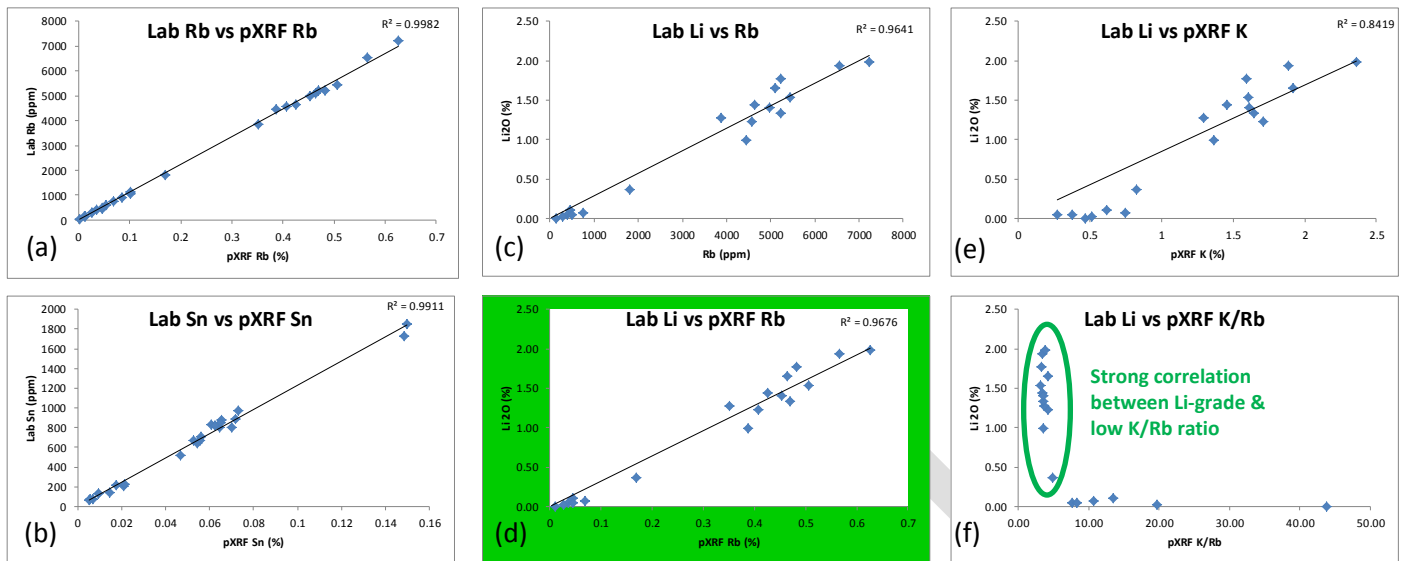 Lab Rb vs pXRF Rb
R² = 0.9982
Lab Rb (ppm)
8000
7000
6000
5000
4000
3000
2000
1000
0
0 0.1 0.2 0.3 0.4 0.5 0.6 0.7
pXRF Rb (%)
(a)
Lab Li vs Rb
R² = 0.9641
Li2O (%)
2.50
2.00
1.50
1.00
0.50
0.00
0 1000 2000 3000 4000 5000 6000 7000 8000
Rb (ppm)
(c)
Lab Li vs pXRF K
R² = 0.8419
Li 2O (%)
2.50
2.00
1.50
1.00
0.50
0.00
0 0.5 1 1.5 2 2.5
pXRF K (%)
(e)
Lab Sn vs pXRF Sn
R² = 0.9911
Lab Sn (ppm)
2000
1800
1600
1400
1200
1000
800
600
400
200
0
0 0.02 0.04 0.06 0.08 0.1 0.12 0.14 0.16
pXRF Sn (%)
(b)
Lab Li vs pXRF Rb
R² = 0.9676
Li 2O (%)
2.50
2.00
1.50
1.00
0.50
0.00
0 0.1 0.2 0.3 0.4 0.5 0.6 0.7
pXRF Rb (%)
(d)
Lab Li vs pXRF K/Rb
Li 2O (%)
2.50
2.00
1.50
1.00
0.50
0.00
0.00 10.00 20.00 30.00 40.00 50.00
pXRF K/Rb
Strong correlation
between Li-grade &
low K/Rb ratio
(f)